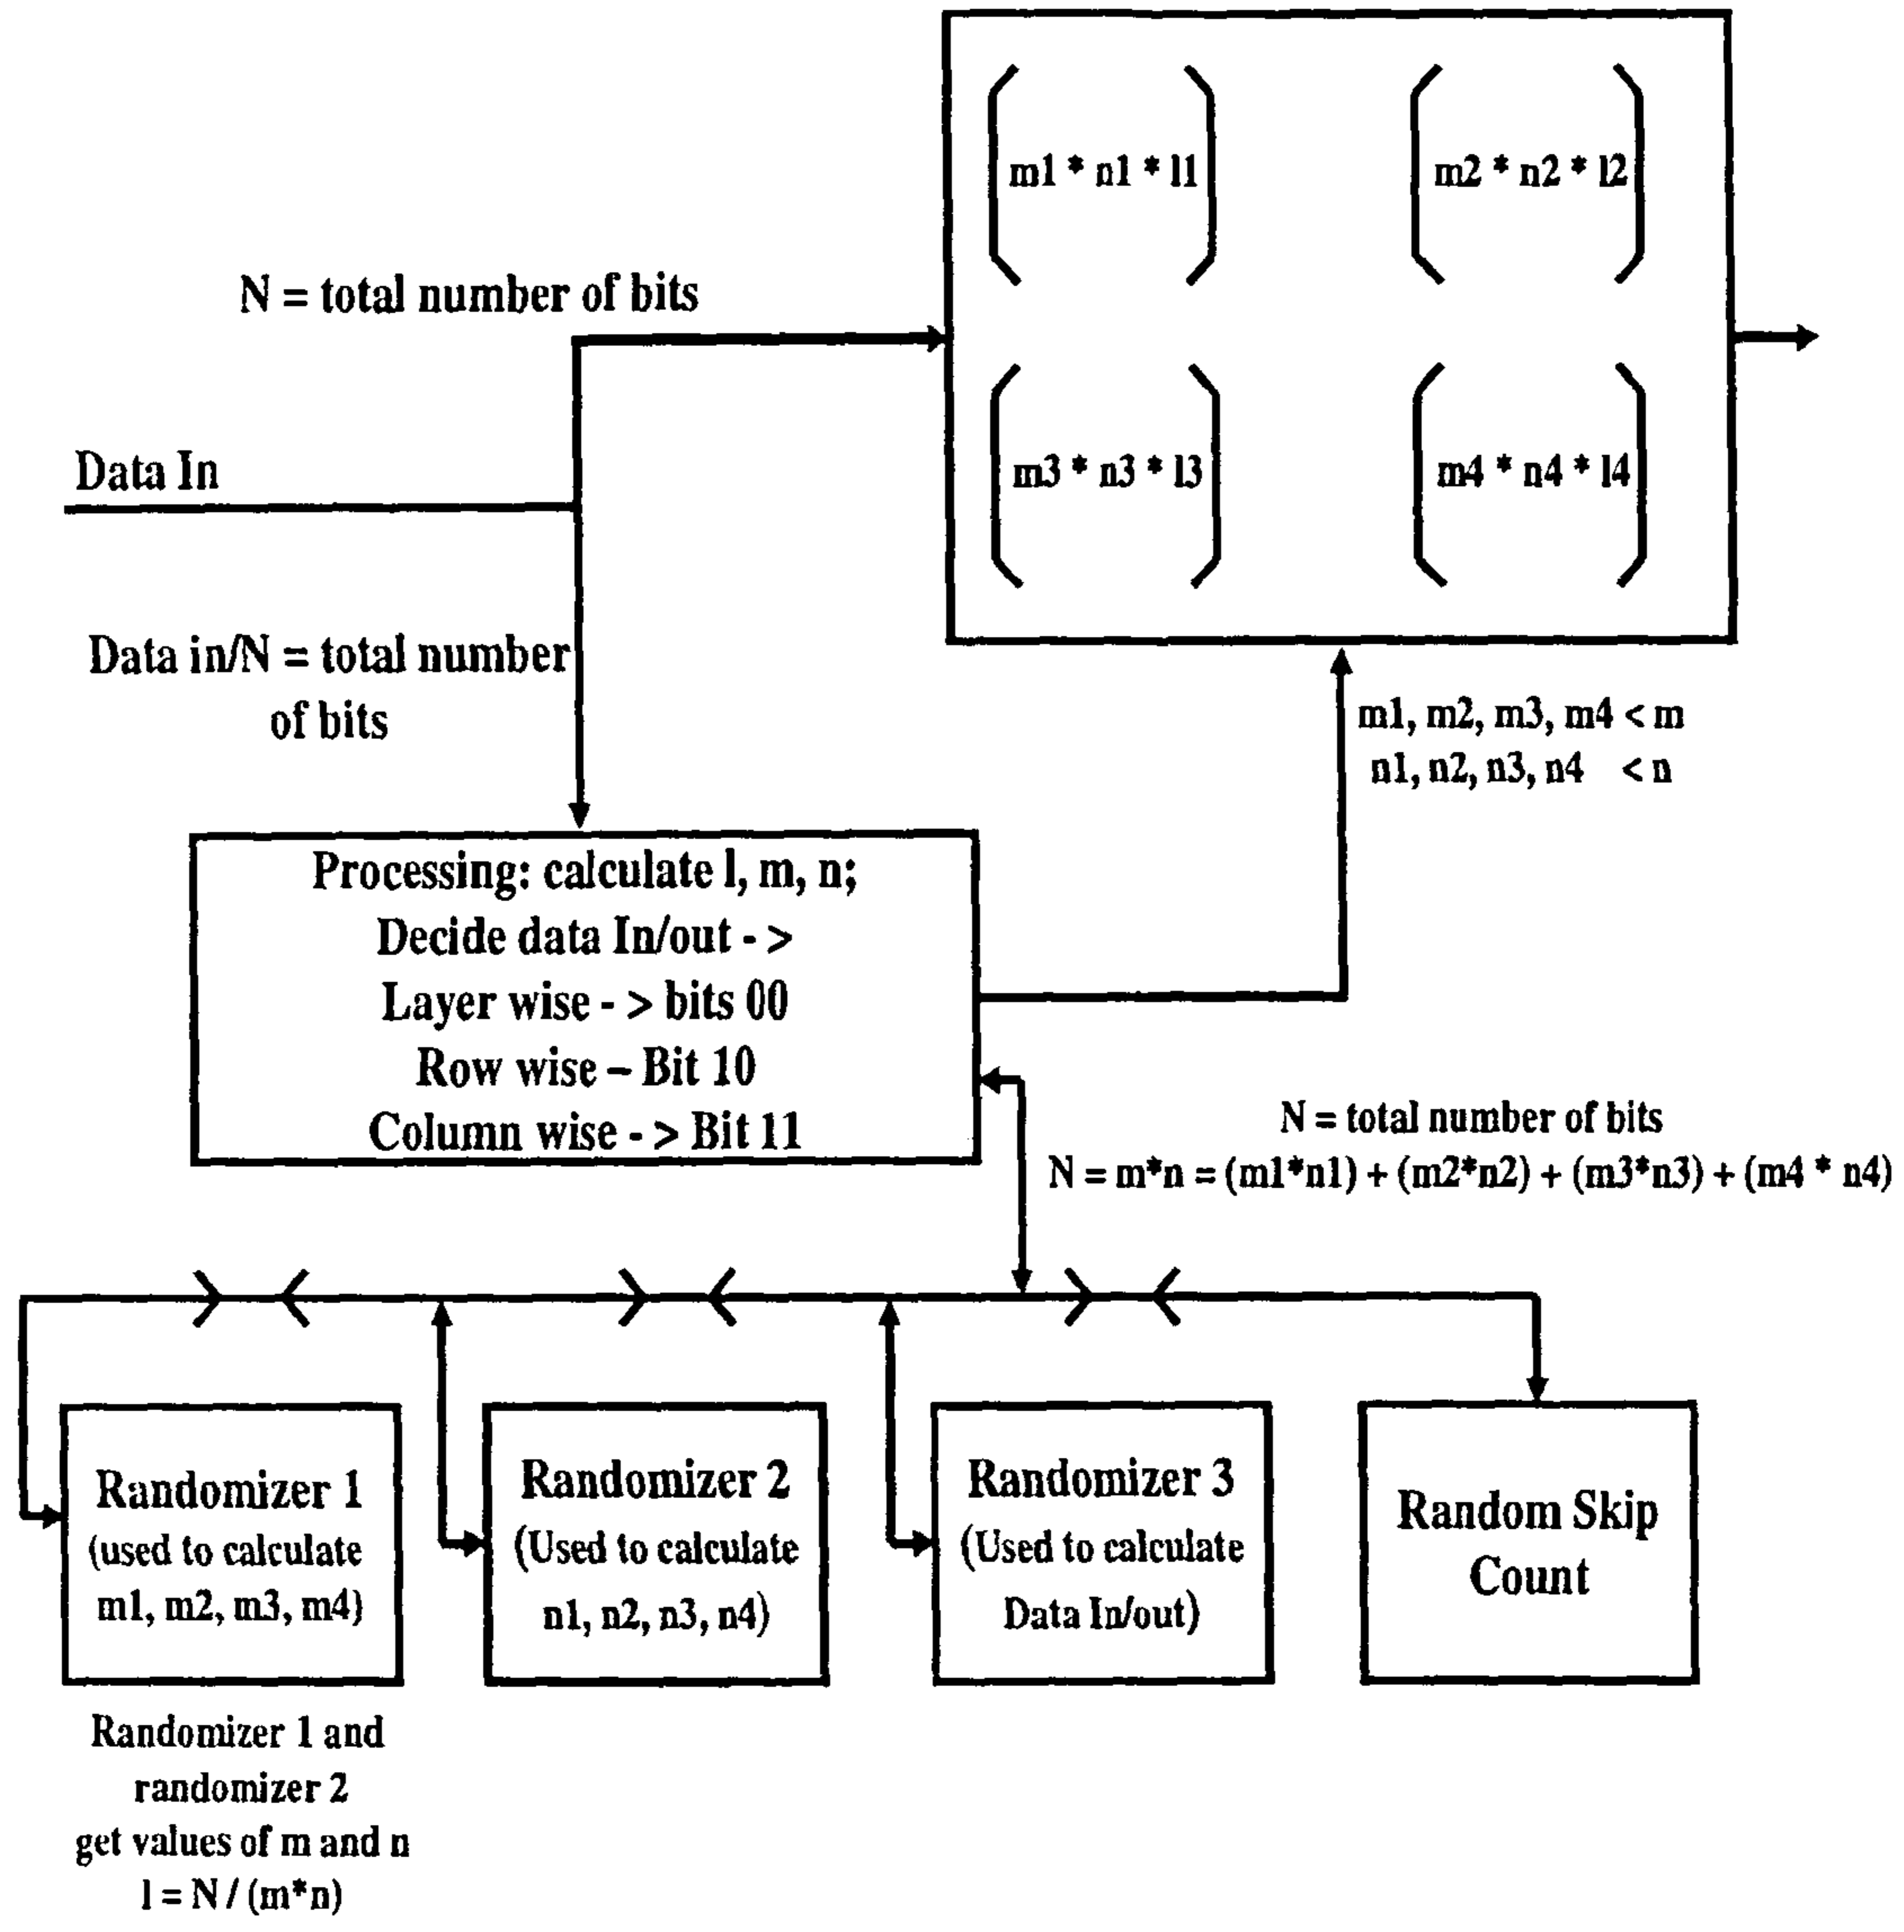 m1 * n1 * l1
m2 * n2 * l2
N = total number of bits
Data In
m3 * n3 * l3
m4 * n4 * l4
Data in/N = total number
of bits
m1, m2, m3, m4 < m
n1, n2, n3, n4 < n
Processing: calculate l, m, n;
Decide data In/out - >
Layer wise - > bits 00
Row wise – Bit 10
Column wise - > Bit 11
N = total number of bits
N = m*n = (m1*n1) + (m2*n2) + (m3*n3) + (m4 * n4)
Randomizer 1
(used to calculate
m1, m2, m3, m4)
Randomizer 2
(Used to calculate
n1, n2, n3, n4)
Randomizer 3
(Used to calculate
Data In/out)
Random Skip
Count
Randomizer 1 and
randomizer 2
get values of m and n
l = N / (m*n)